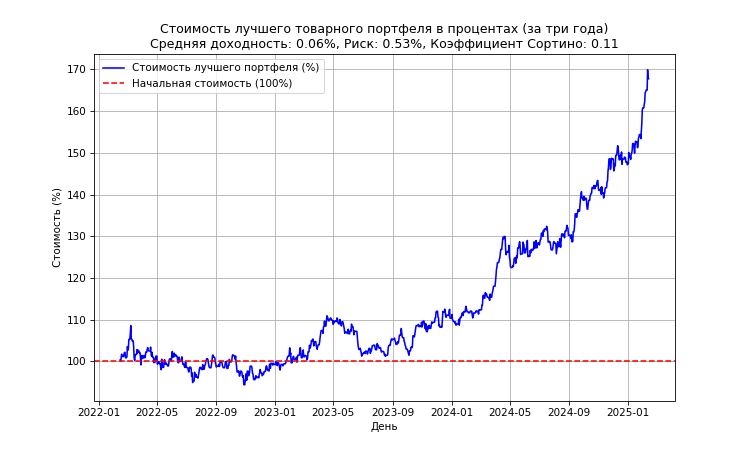 Стоимость лучшего товарного портфеля в процентах (за три года)
Средняя доходность: 0.06%, Риск: 0.53%, Коэффициент Сортино: 0.11
Стоимость лучшего портфеля (%)
Начальная стоимость (100%)
Стоимость (%)
170
160
150
140
130
120
110
100
2022-01 2022-05 2022-09 2023-01 2023-05 2023-09 2024-01 2024-05 2024-09 2025-01
День